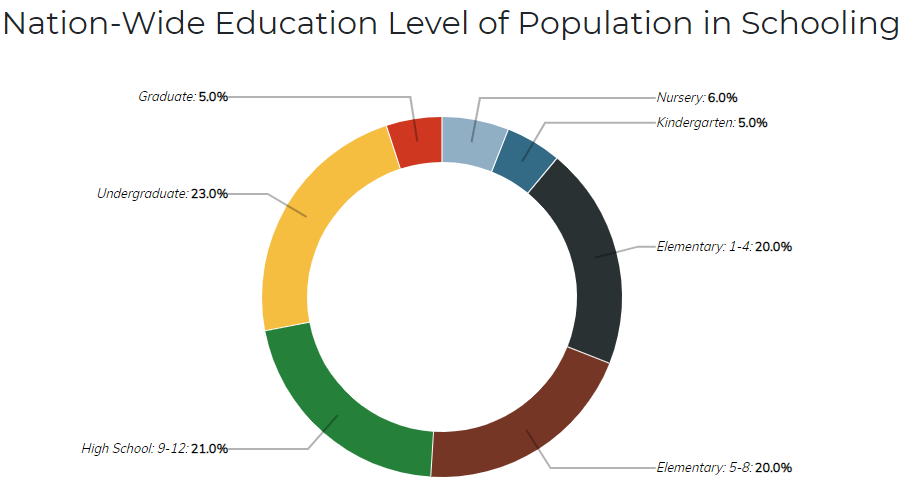 Nation-Wide Education Level of Population in Schooling
Graduate: 5.0%
Nursery: 6.0%
Kindergarten: 5.0%
Undergraduate: 23.0%
Elementary: 1-4: 20.0%
High School: 9-12: 21.0%
Elementary: 5-8: 20.0%